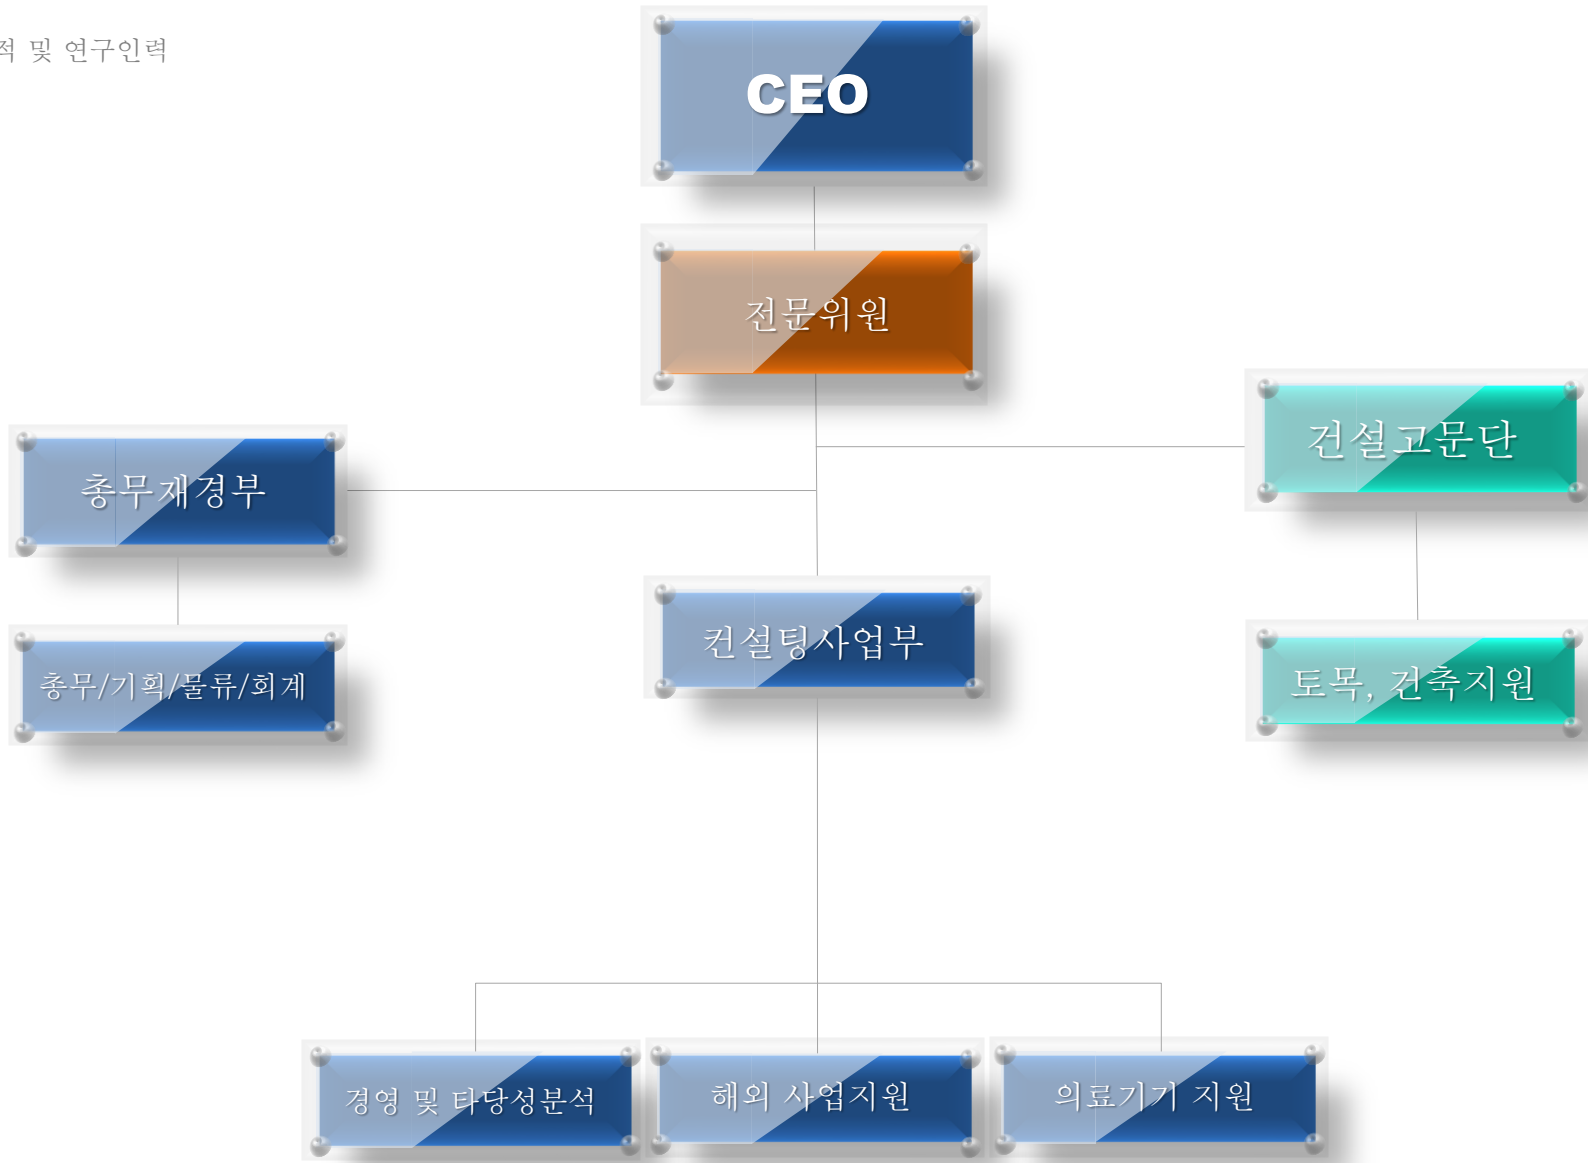 및 연구인력
CEO
전문위원
건설고문단
총무재경부
컨설팅사업부
총무/기획/물류/회계
토목, 건축지원
경영 및 타당성분석
해외 사업지원
의료기기 지원